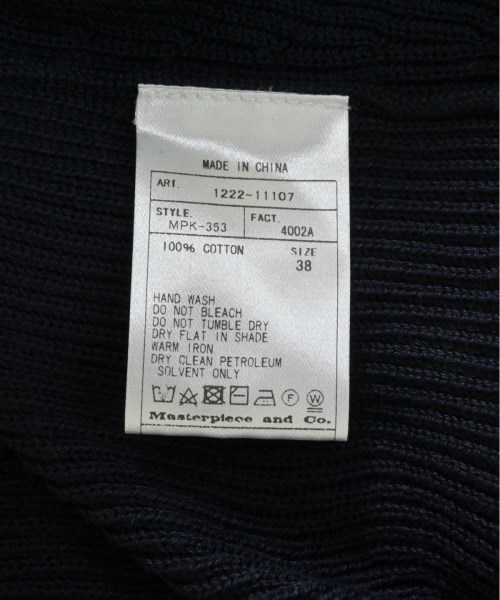 MADE IN CHINA
ART. 1222-11107
STYLE. FACT.
MPK-353 4002A
100% COTTON SIZE
38
HAND WASH
DO NOT BLEACH
DO NOT TUMBLE DRY
DRY FLAT IN SHADE
WARM IRON
DRY CLEAN PETROLEUM
SOLVENT ONLY
F W
Masterpiece and Co.